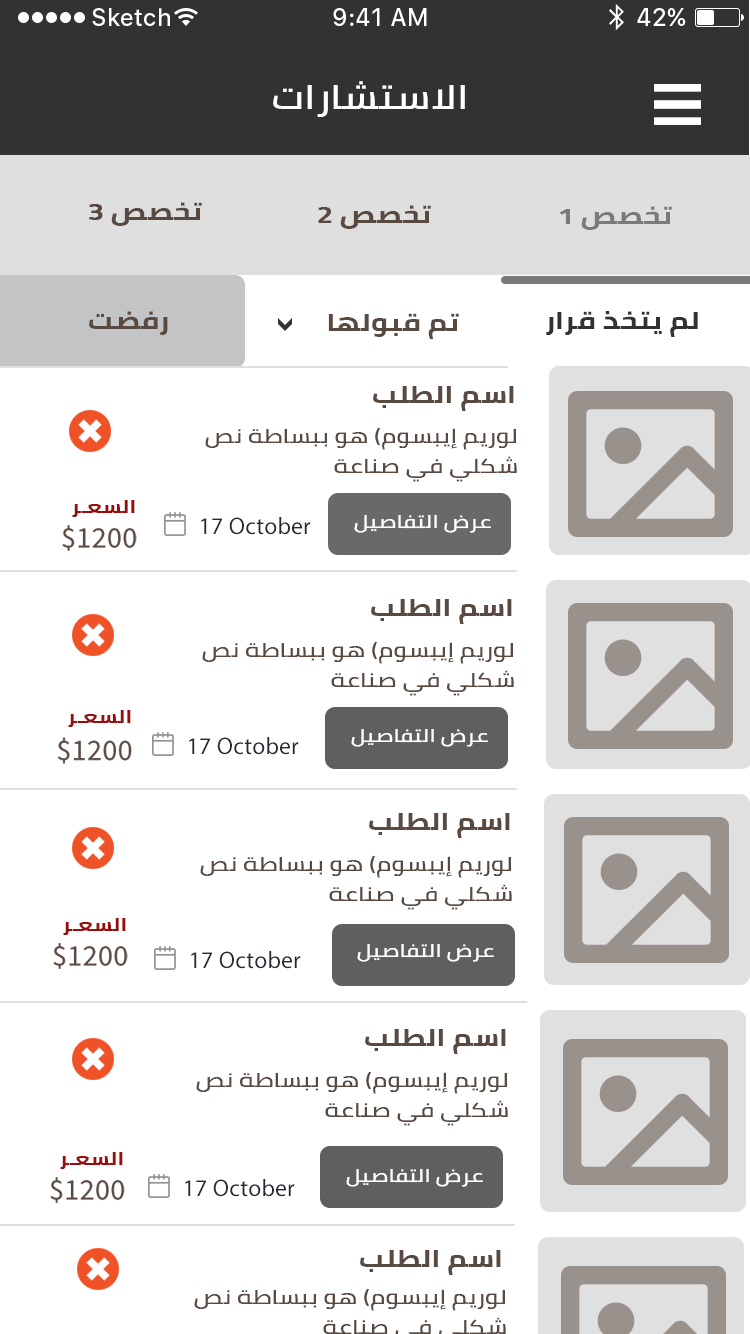 Sketch
9:41 AM
42%
الاستشارات
تخصص 1
تخصص 2
تخصص 3
لم يتخذ قرار
تم قبولها
رفضت
اسم الطلب
لوريم إيبسوم) هو ببساطة نص
شكلي في صناعة
عرض التفاصيل
17 October
السعر
$1200
اسم الطلب
لوريم إيبسوم) هو ببساطة نص
شكلي في صناعة
عرض التفاصيل
17 October
السعر
$1200
اسم الطلب
لوريم إيبسوم) هو ببساطة نص
شكلي في صناعة
عرض التفاصيل
17 October
السعر
$1200
اسم الطلب
لوريم إيبسوم) هو ببساطة نص
شكلي في صناعة
عرض التفاصيل
17 October
السعر
$1200
اسم الطلب
لوريم إيبسوم) هو ببساطة نص
شكلي في صناعة